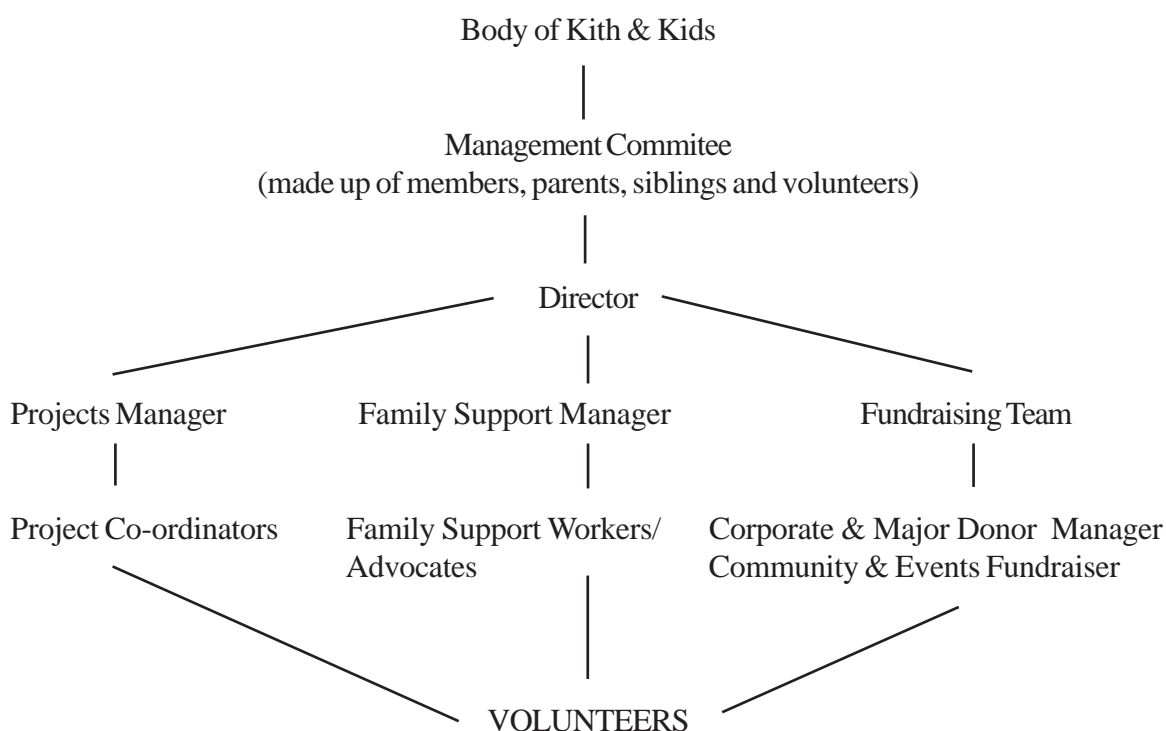 Body of Kith & Kids
Management Commitee
(made up of members, parents, siblings and volunteers)
Director
Projects Manager
Family Support Manager
Fundraising Team
Project Co-ordinators
Family Support Workers/
Advocates
Corporate & Major Donor Manager
Community & Events Fundraiser
VOLUNTEERS